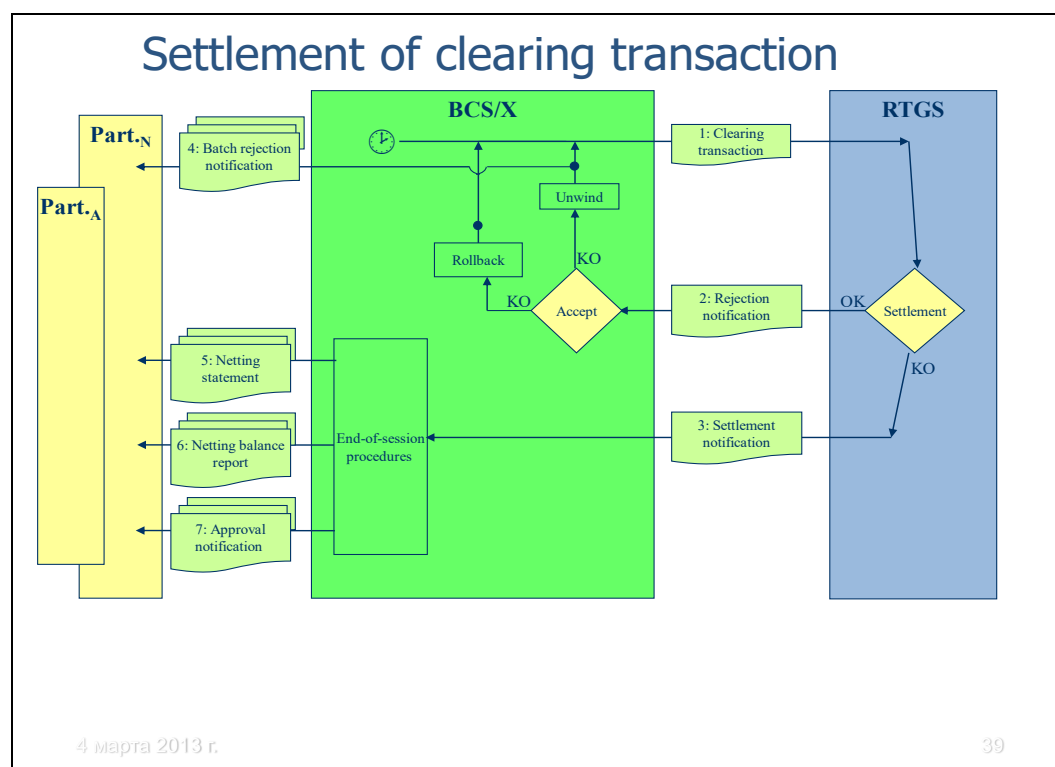 Settlement of clearing transaction
BCS/X
RTGS
Part.N
Part.A
4: Batch rejection
notification
1: Clearing
transaction
Unwind
Rollback
KO
KO
Accept
2: Rejection
notification
OK
Settlement
KO
5: Netting
statement
3: Settlement
notification
End-of-session
procedures
6: Netting balance
report
7: Approval
notification
4 марта 2013 г.
39